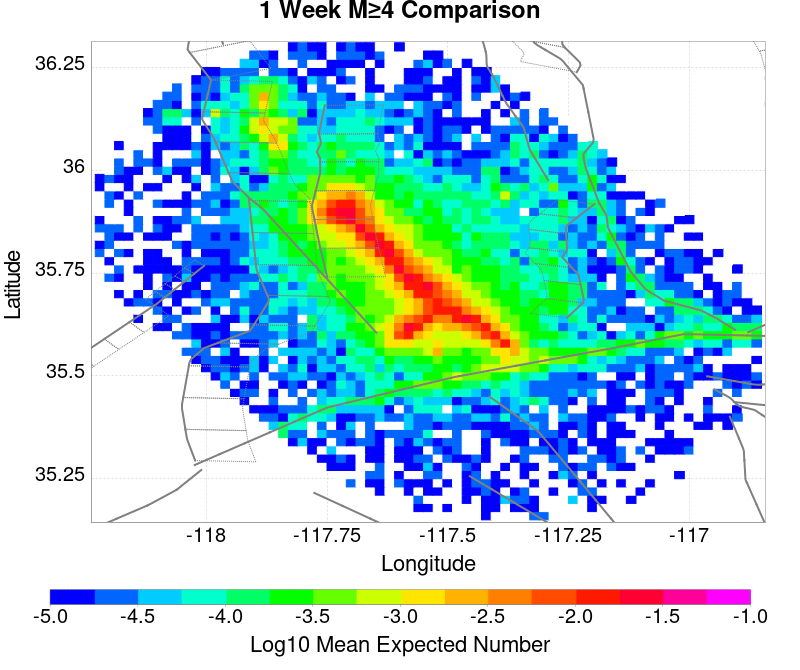 1 Week M≥4 Comparison
36.25
36
35.75
35.5
35.25
Latitude
-118 -117.75 -117.5 -117.25 -117
Longitude
-5.0 -4.5 -4.0 -3.5 -3.0 -2.5 -2.0 -1.5 -1.0
Log10 Mean Expected Number